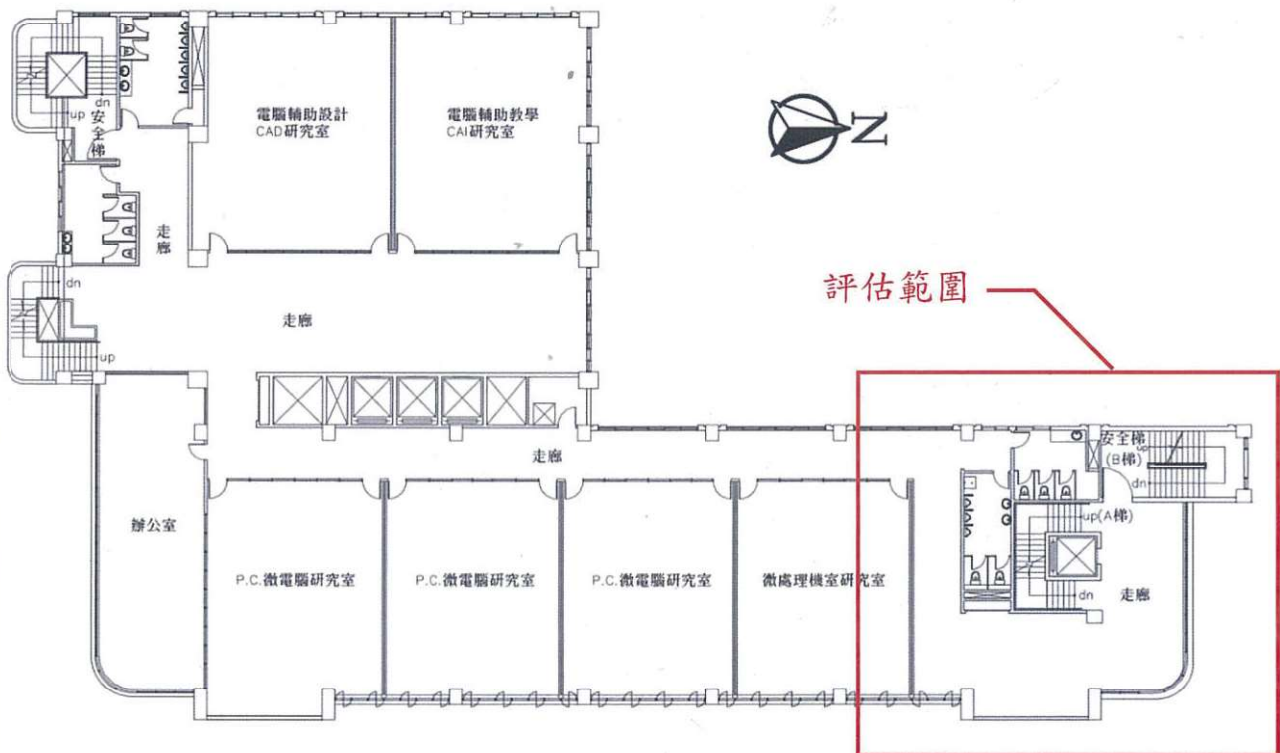 dn
up
安全梯
電腦輔助設計
CAD研究室
電腦輔助教學
CAI研究室
N
走廊
評估範圍
dn
up
走廊
走廊
安全梯
(B梯)
up
dn
up(A梯)
dn
走廊
辦公室
P.C.微電腦研究室
P.C.微電腦研究室
P.C.微電腦研究室
微處理機室研究室